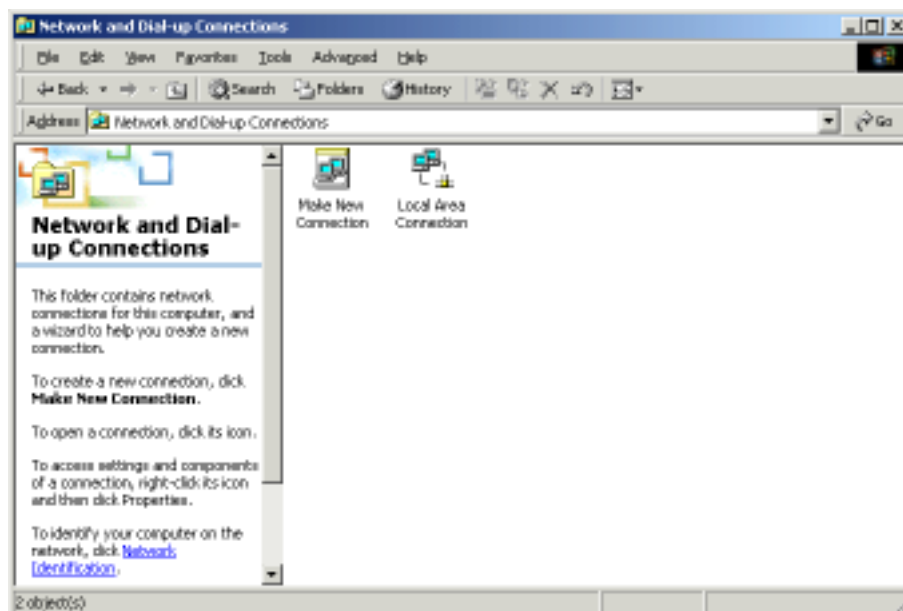 Network and Dial-up Connections
File Edit View Favorites Tools Advanced Help
Back Search Folders History
Address Network and Dial-up Connections Go
Make New
Connection
Local Area
Connection
Network and Dial-
up Connections
This folder contains network
connections for this computer, and
a wizard to help you create a new
connection.
To create a new connection, click
Make New Connection.
To open a connection, click its icon.
To access settings and components
of a connection, right-click its icon
and then click Properties.
To identify your computer on the
network, click Network
Identification.
2 object(s)